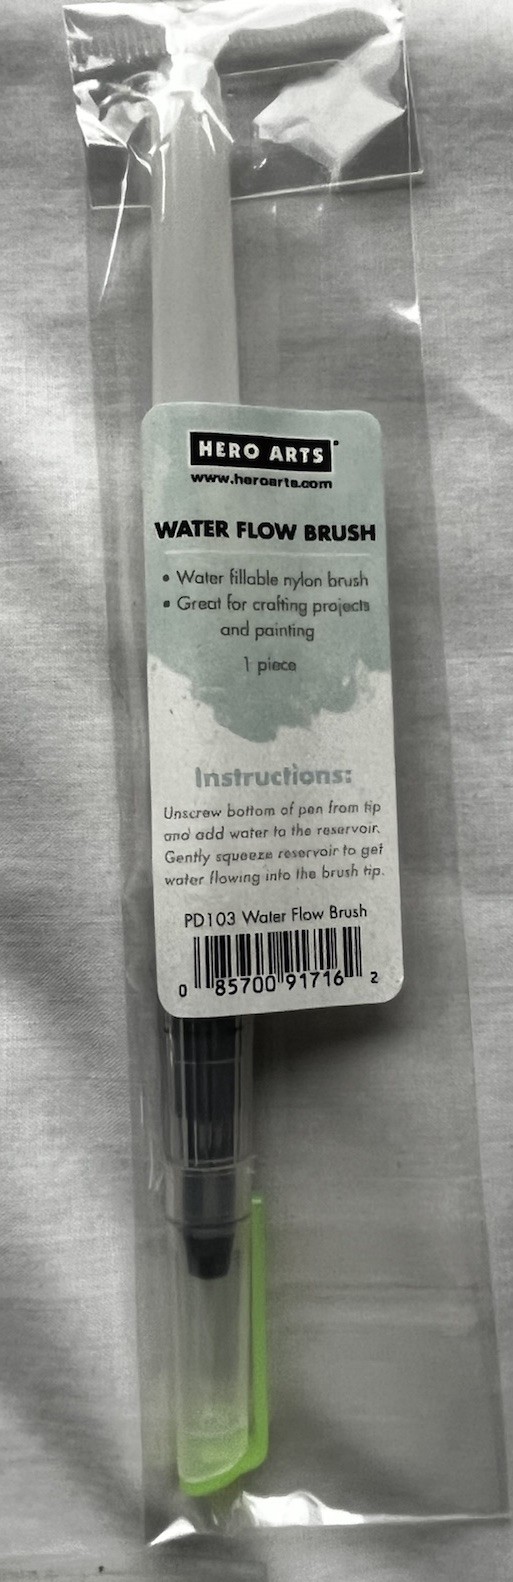 HERO ARTS
www.heroarts.com
WATER FLOW BRUSH
• Water fillable nylon brush
• Great for crafting projects
and painting
1 piece
Instructions:
Unscrew bottom of pen from tip
and add water to the reservoir.
Gently squeeze reservoir to get
water flowing into the brush tip.
PD103 Water Flow Brush
0 85700 91716 2